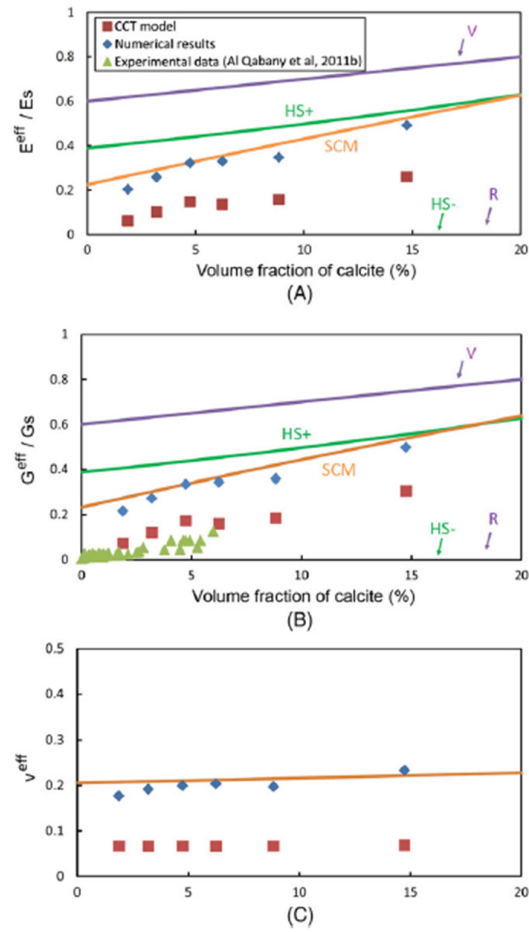 1
CCT model
Numerical results
Experimental data (Al Qabany et al, 2011b)
V
0.8
0.6
HS+
E^eff / Es
0.4
SCM
0.2
HS-
R
0
0
5
10
15
20
Volume fraction of calcite (%)
(A)
1
V
0.8
0.6
HS+
G^eff / Gs
0.4
SCM
0.2
HS-
R
0
0
5
10
15
20
Volume fraction of calcite (%)
(B)
0.5
0.4
0.3
v^eff
0.2
0.1
0
0
5
10
15
20
(C)